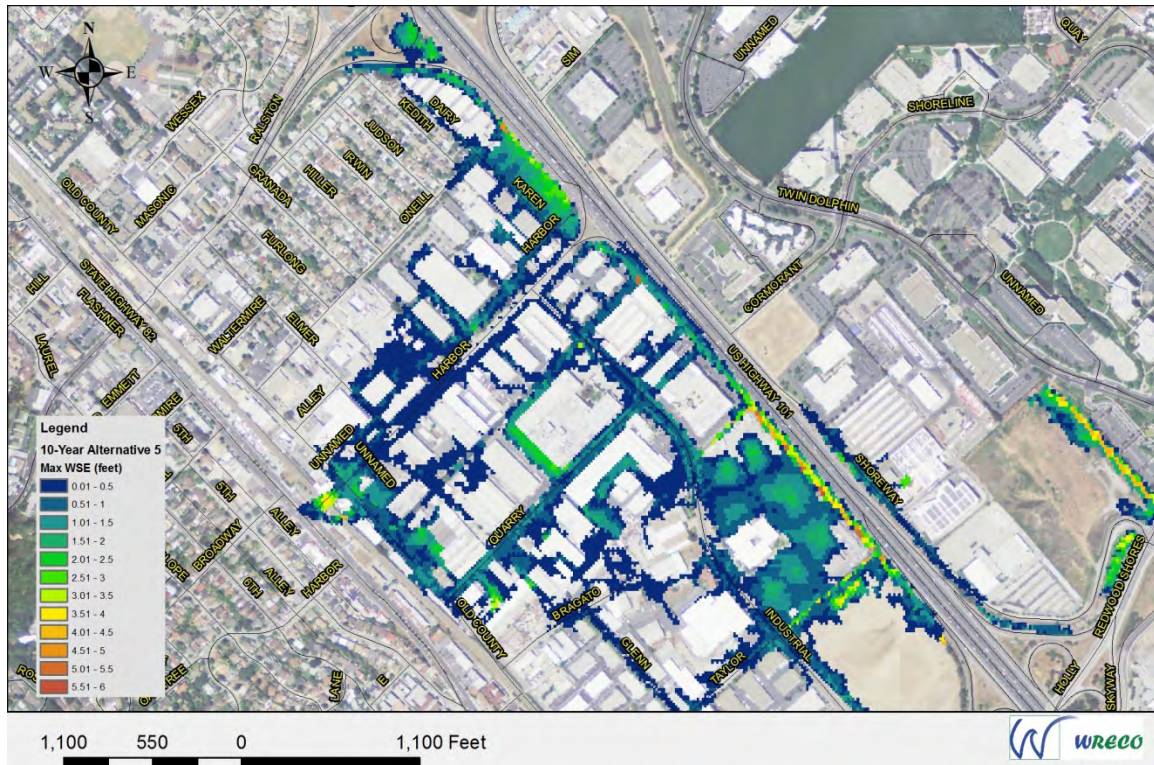 N
W
E
S
SIM
UNNAMED
QUAY
SHORELINE
WESSEX
RALSTON
KEDITH
DAIRY
JUDSON
IRWIN
HILLER
GRANADA
MASONIC
OLD COUNTY
ONEILL
KAREN
HARBOR
TWIN DOLPHIN
UNNAMED
CORMORANT
FURLONG
STATE HIGHWAY 82
HILL
FLASHNER
LAUREL
WALTERMIRE
ELMER
HARBOR
US HIGHWAY 101
EMMETT
ALLEY
5TH
UNNAMED
UNNAMED
SHOREWAY
5TH
ALLEY
BROADWAY
QUARRY
6TH
ALLEY
HARBOR
OLD COUNTY
BRAGATO
INDUSTRIAL
GLENN
TAYLOR
REDWOOD SHORES
HOLLY
SKYWAY
LANE
E
Legend
10-Year Alternative 5
Max WSE (feet)
0.01 - 0.5
0.51 - 1
1.01 - 1.5
1.51 - 2
2.01 - 2.5
2.51 - 3
3.01 - 3.5
3.51 - 4
4.01 - 4.5
4.51 - 5
5.01 - 5.5
5.51 - 6
1,100 550 0 1,100 Feet
WRECO